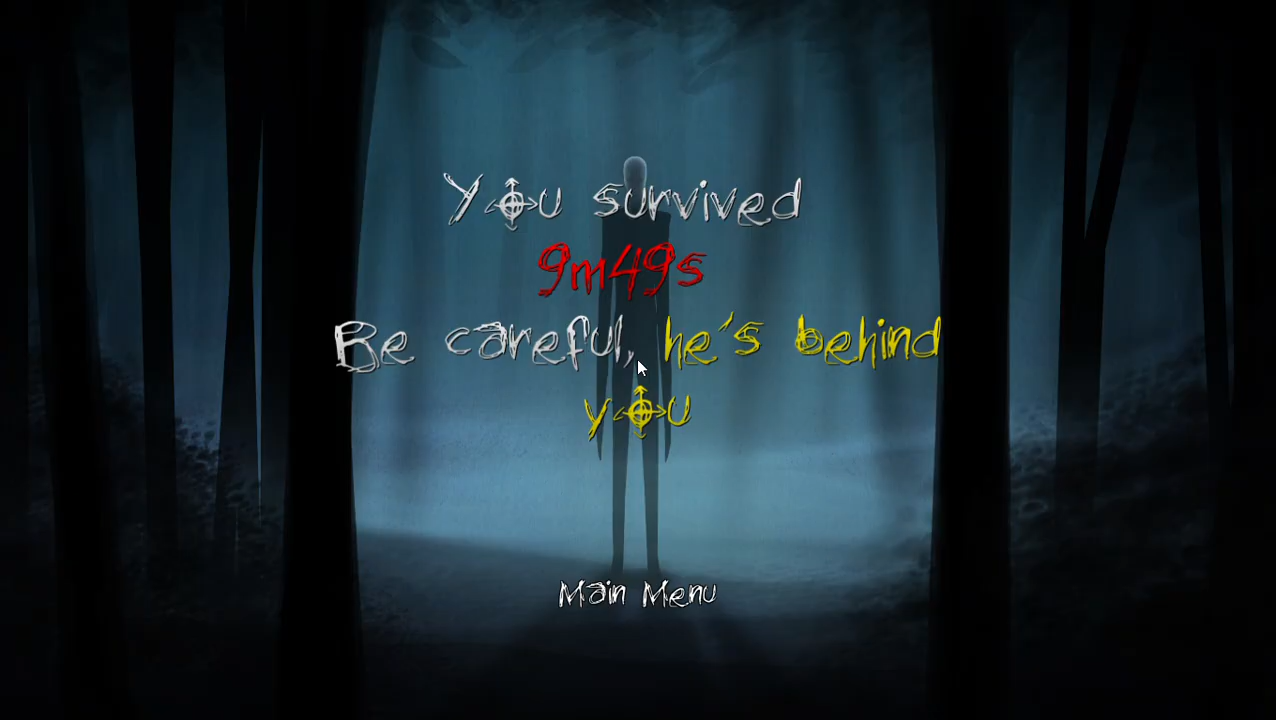 You survived
9m49s
Be careful, he's behind
you
Main Menu